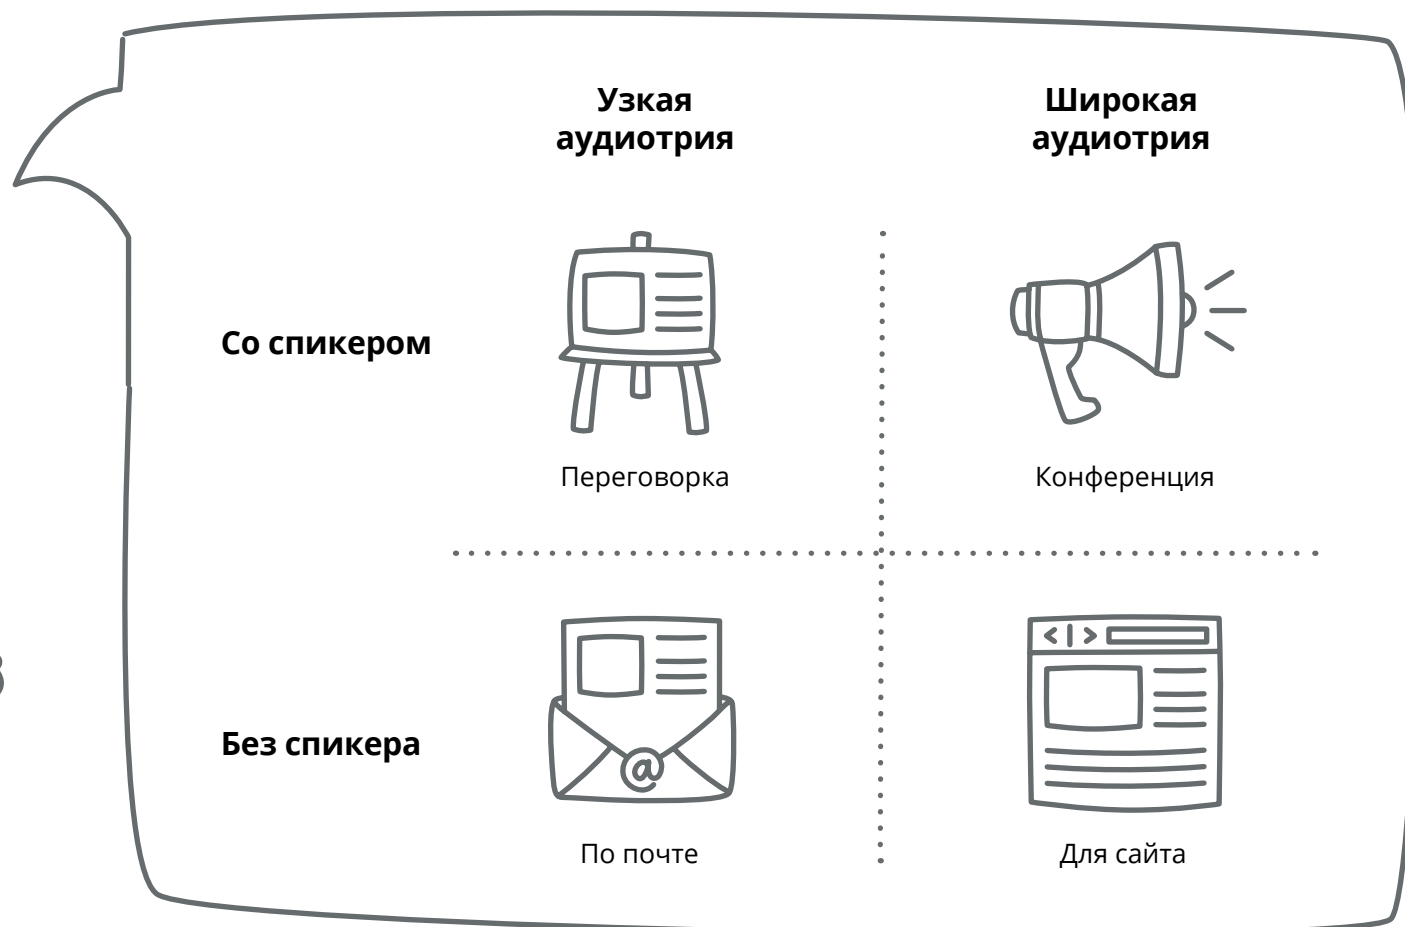 Узкая
аудиотрия
Широкая
аудиотрия
Со спикером
Переговорка
Конференция
Без спикера
@
По почте
Для сайта